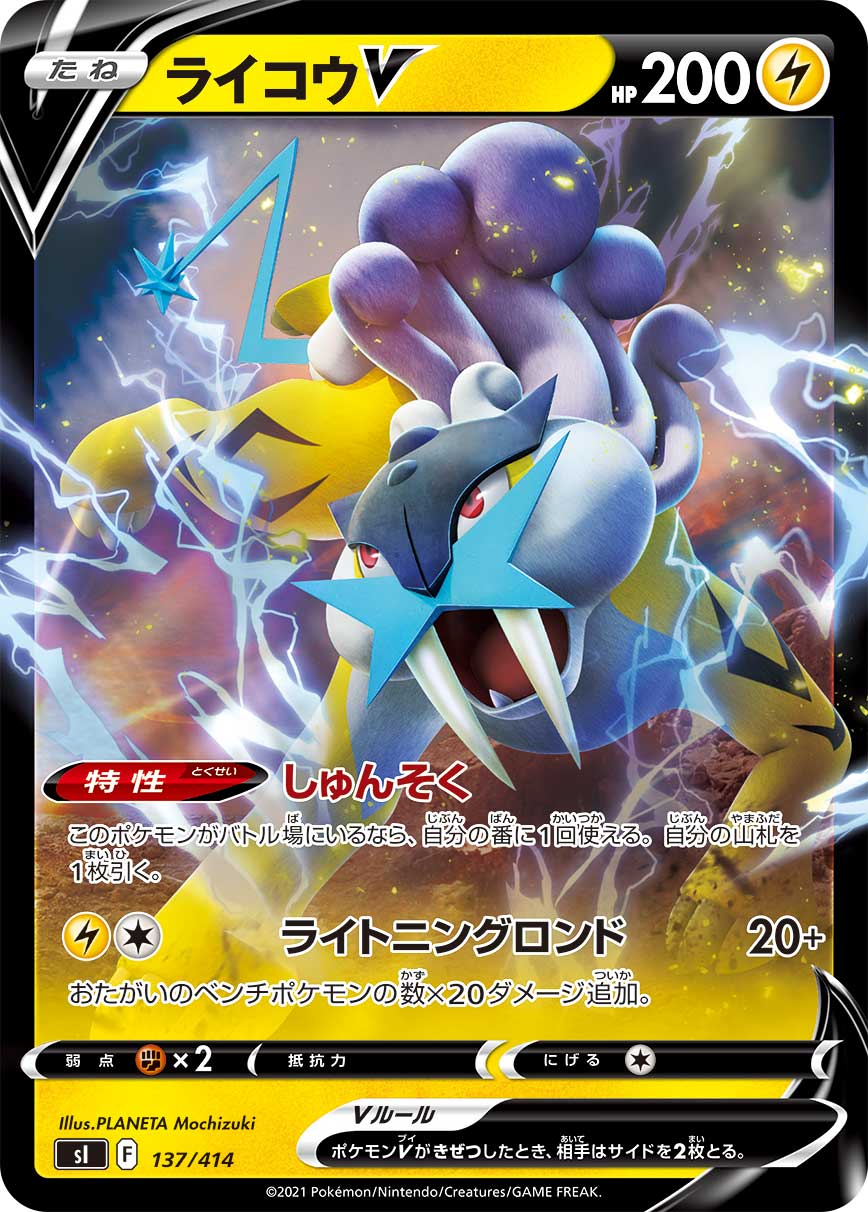 たね ライコウV HP 200
特性 とくせい しゅんそく
このポケモンがバトル場にいるなら、自分の番に1回使える。自分の山札を
1枚引く。
ライトニングロンド 20+
おたがいのベンチポケモンの数×20ダメージ追加。
弱点 ×2 抵抗力 にげる
Illus.PLANETA Mochizuki
Vルール
ポケモンVがきぜつしたとき、相手はサイドを2枚とる。
sI F 137/414
©2021 Pokémon/Nintendo/Creatures/GAME FREAK.